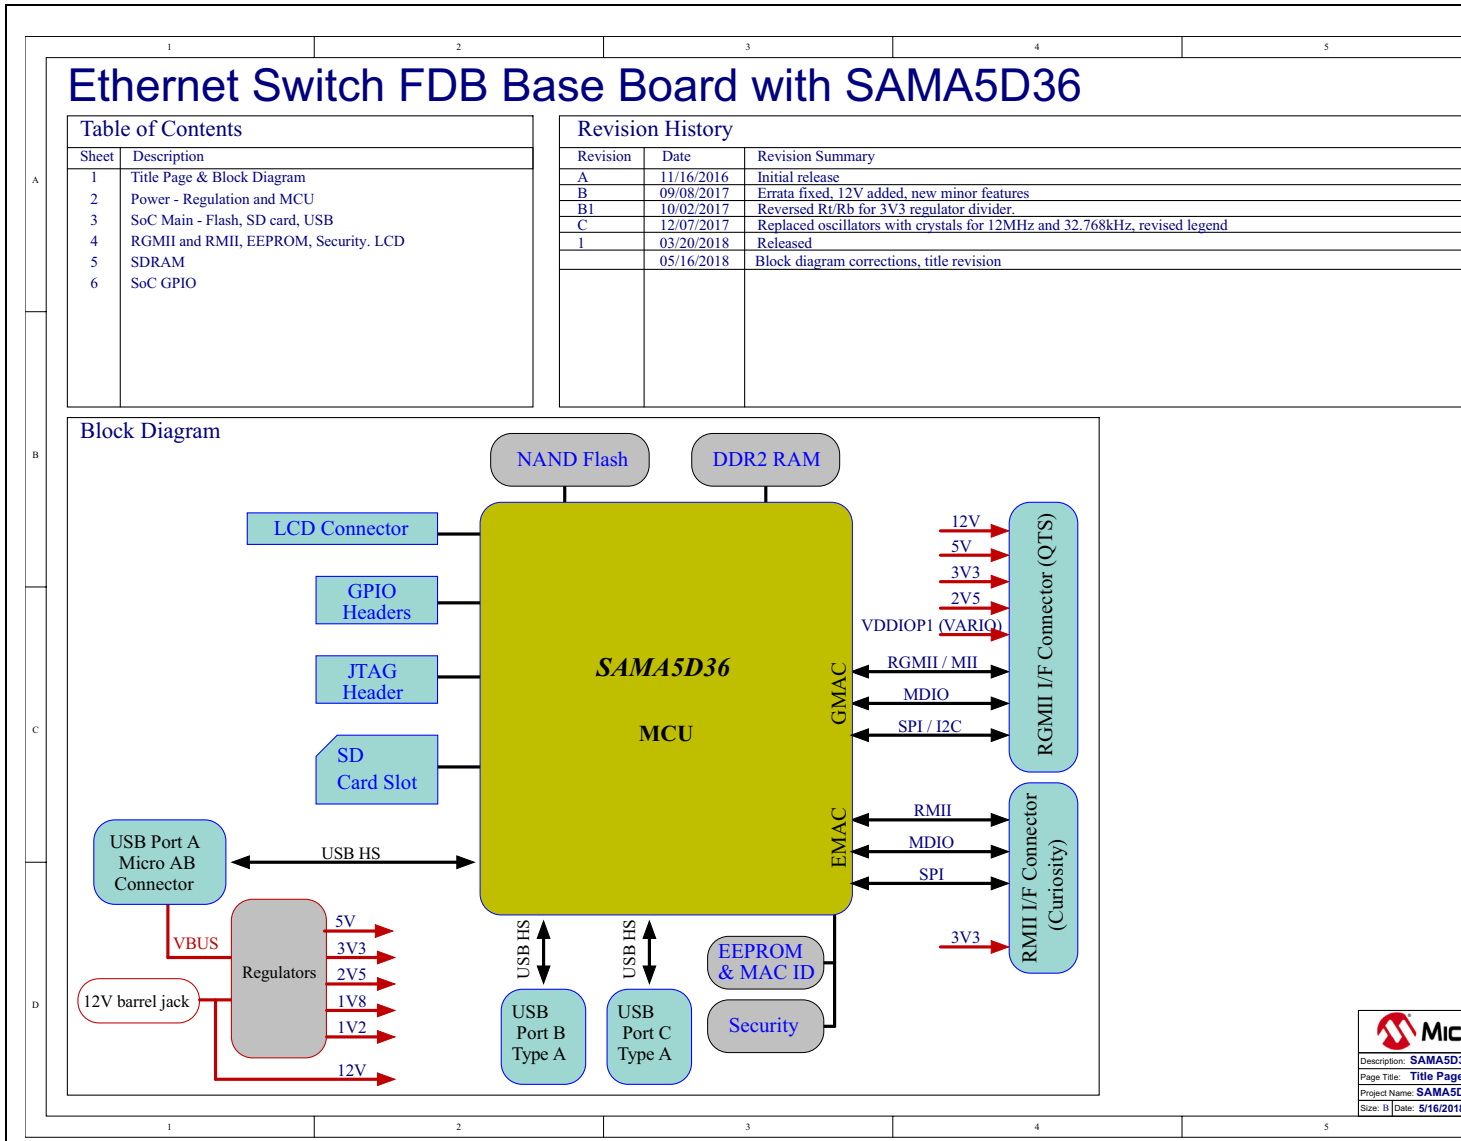 1 2 3 4 5
Ethernet Switch FDB Base Board with SAMA5D36
Table of Contents
Sheet Description
1 Title Page & Block Diagram
2 Power - Regulation and MCU
3 SoC Main - Flash, SD card, USB
4 RGMII and RMII, EEPROM, Security. LCD
5 SDRAM
6 SoC GPIO
Revision History
Revision Date Revision Summary
A 11/16/2016 Initial release
B 09/08/2017 Errata fixed, 12V added, new minor features
B1 10/02/2017 Reversed Rt/Rb for 3V3 regulator divider.
C 12/07/2017 Replaced oscillators with crystals for 12MHz and 32.768kHz, revised legend
1 03/20/2018 Released
05/16/2018 Block diagram corrections, title revision
A
B
C
D
Block Diagram
NAND Flash
DDR2 RAM
LCD Connector
GPIO
Headers
JTAG
Header
SD
Card Slot
SAMA5D36
MCU
GMAC
EMAC
12V
5V
3V3
2V5
VDDIOP1 (VARIO)
RGMII / MII
MDIO
SPI / I2C
RGMII I/F Connector (QTS)
RMII
MDIO
SPI
3V3
RMII I/F Connector
(Curiosity)
USB Port A
Micro AB
Connector
USB HS
VBUS
Regulators
12V barrel jack
5V
3V3
2V5
1V8
1V2
12V
USB HS
USB HS
USB
Port B
Type A
USB
Port C
Type A
EEPROM
& MAC ID
Security
Mic
Description: SAMA5D3
Page Title: Title Page
Project Name: SAMA5D
Size: B Date: 5/16/2018
1 2 3 4 5